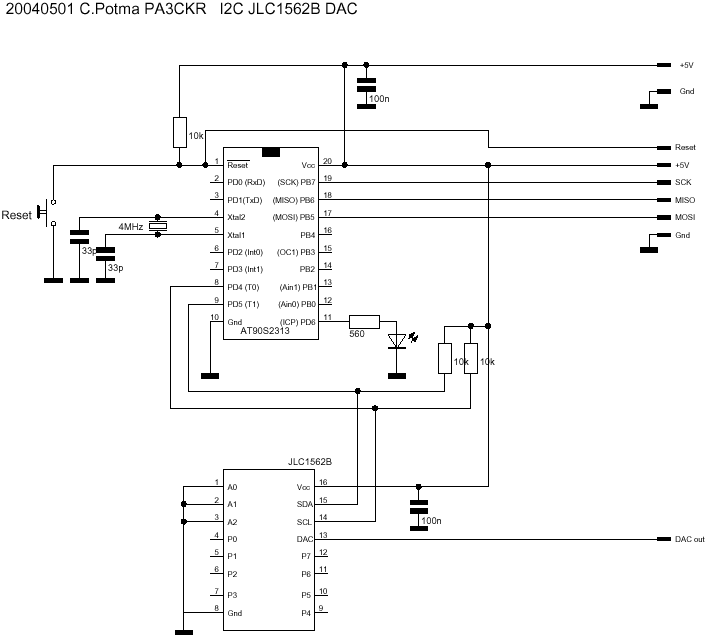 20040501 C.Potma PA3CKR I2C JLC1562B DAC
+5V
Gnd
100n
10k
Reset
1 Reset Vcc 20 +5V
2 PD0 (RxD) (SCK) PB7 19 SCK
3 PD1(TxD) (MISO) PB6 18 MISO
Reset
4MHz 4 Xtal2 (MOSI) PB5 17 MOSI
5 Xtal1 PB4 16 Gnd
33p
6 PD2 (Int0) (OC1) PB3 15
33p
7 PD3 (Int1) PB2 14
8 PD4 (T0) (Ain1) PB1 13
9 PD5 (T1) (Ain0) PB0 12
10 Gnd (ICP) PD6 11
AT90S2313 560
10k 10k
JLC1562B
1 A0 Vcc 16
2 A1 SDA 15
3 A2 SCL 14
100n
4 P0 DAC 13 DAC out
5 P1 P7 12
6 P2 P6 11
7 P3 P5 10
8 Gnd P4 9